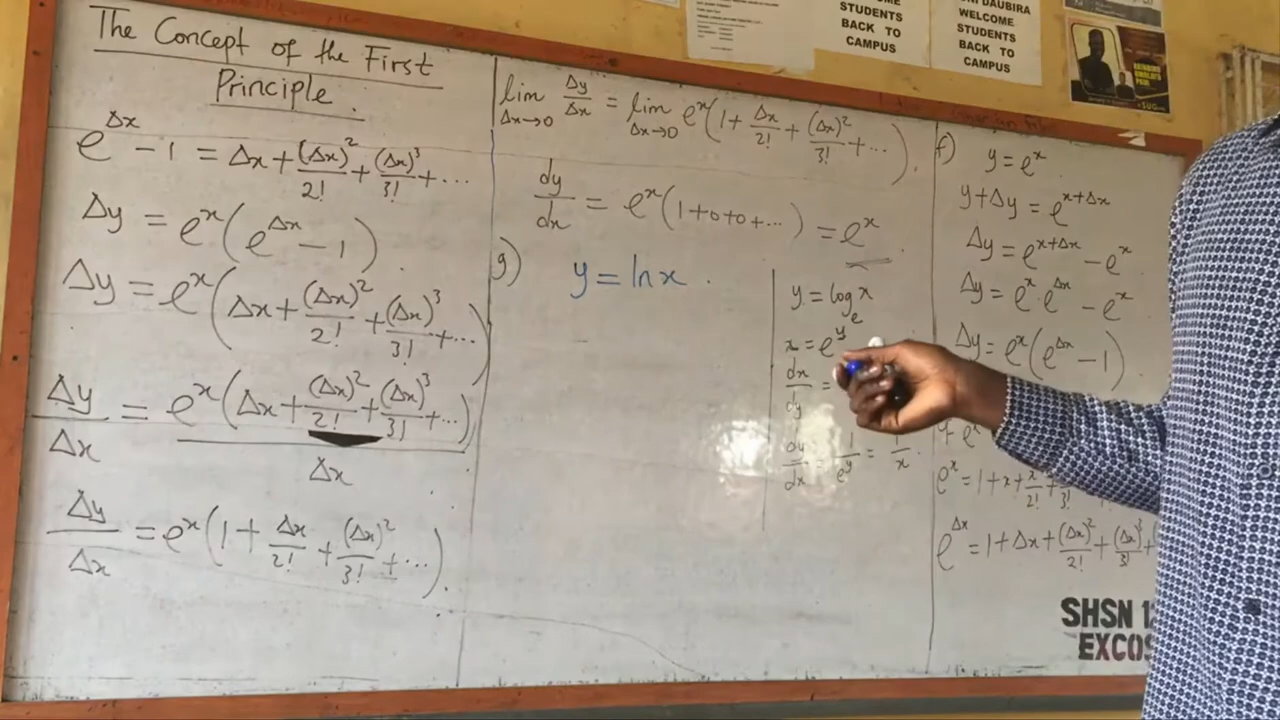 The Concept of the First
Principle.
e^Δx - 1 = Δx + (Δx)²/2! + (Δx)³/3! + ...
Δy = e^x(e^Δx - 1).
Δy = e^x(Δx + (Δx)²/2! + (Δx)³/3! + ...)
Δy/Δx = e^x(Δx + (Δx)²/2! + (Δx)³/3! + ...)/Δx
Δy/Δx = e^x(1 + Δx/2! + (Δx)²/3! + ...).
lim Δx→0 Δy/Δx = lim Δx→0 e^x(1 + Δx/2! + (Δx)²/3! + ...).
dy/dx = e^x(1+0+0+...) = e^x.
g) y = ln x.
y = log_e x
x = e^y
dx/dy =
dy/dx = 1/e^y = 1/x.
f) y = e^x
y + Δy = e^x+Δx
Δy = e^x+Δx - e^x
Δy = e^x·e^Δx - e^x
Δy = e^x(e^Δx - 1)
e^x
e^x = 1 + x + x²/2! + /3!
e^Δx = 1 + Δx + (Δx)²/2! + (Δx)³/3! +
STUDENTS
BACK TO
CAMPUS
DAUBIRA
WELCOME
STUDENTS
BACK TO
CAMPUS
SHSN
EXCOS